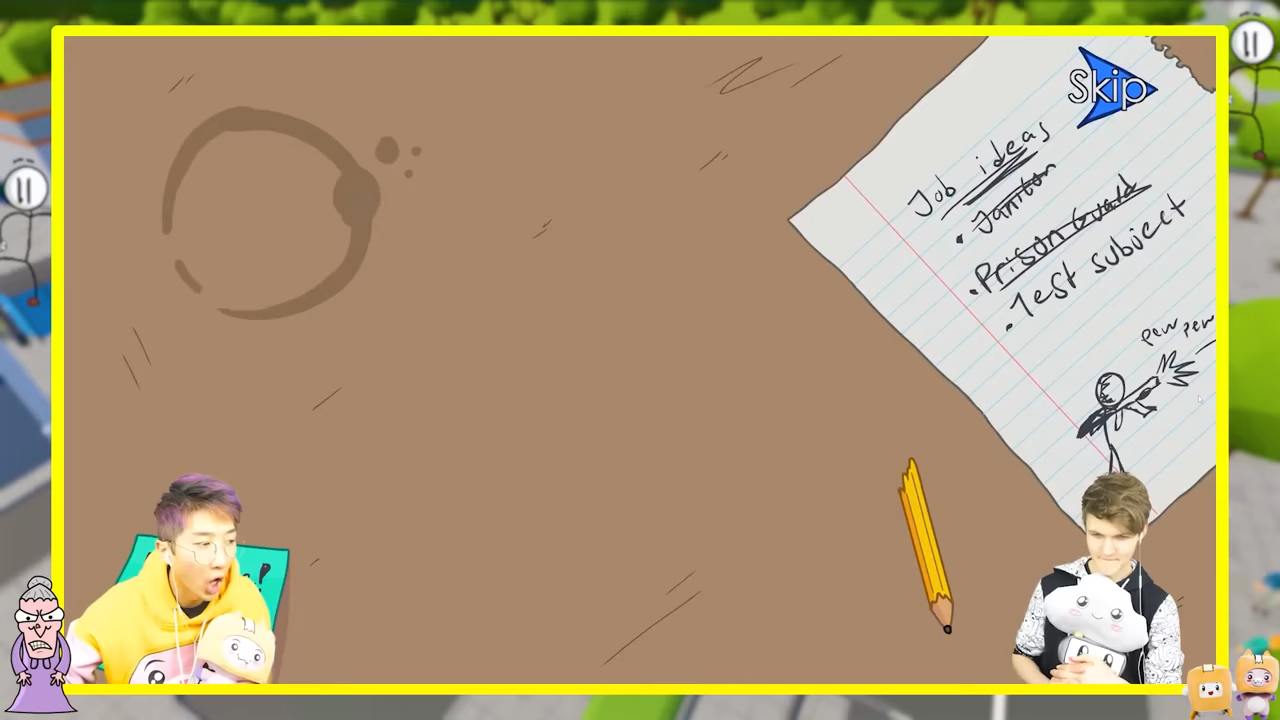 Skip
Job ideas
• Janitor
• Prison Guard
• Test subject
pew pew
!